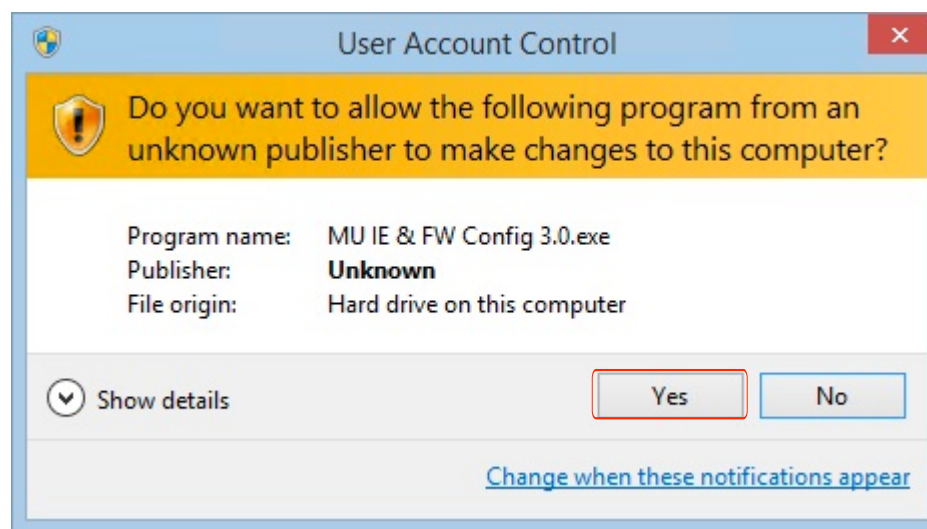 User Account Control
Do you want to allow the following program from an
unknown publisher to make changes to this computer?
Program name: MU IE & FW Config 3.0.exe
Publisher: Unknown
File origin: Hard drive on this computer
Show details
Yes
No
Change when these notifications appear